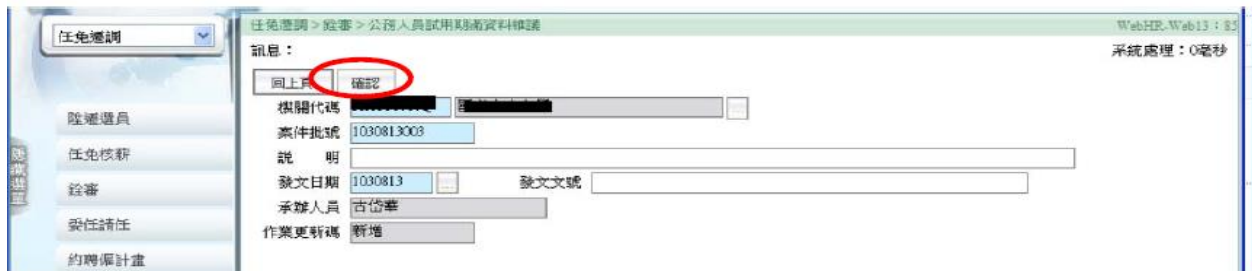 任免遷調
任免遷調 > 銓審 > 公務人員試用期滿資料維護
WebHR-Web13：85
訊息：
系統處理：0毫秒
回上頁
確認
機關代碼
陞遷選員
案件批號 1030813003
任免核薪
說 明
銓審
發文日期 1030813
發文文號
承辦人員 古岱華
委任請任
作業更新碼 新增
約聘僱計畫